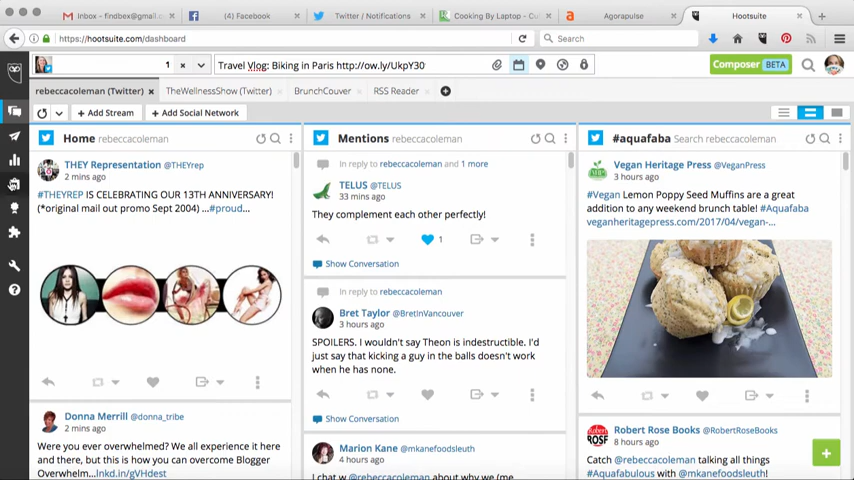 Inbox - findbex@gmail.c
(4) Facebook
Twitter / Notifications
Cooking By Laptop - Cu
Agorapulse
Hootsuite
https://hootsuite.com/dashboard
Search
1
Travel Vlog: Biking in Paris http://ow.ly/UkpY30
Composer BETA
rebeccacoleman (Twitter)
TheWellnessShow (Twitter)
BrunchCouver
RSS Reader
+ Add Stream
+ Add Social Network
Home rebeccacoleman
THEY Representation @THEYrep
2 mins ago
#THEYREP IS CELEBRATING OUR 13TH ANNIVERSARY!
(*original mail out promo Sept 2004) ...#proud...
Donna Merrill @donna_tribe
2 mins ago
Were you ever overwhelmed? We all experience it here
and there, but this is how you can overcome Blogger
Overwhelm...lnkd.in/gVHdest
Mentions rebeccacoleman
In reply to rebeccacoleman and 1 more
TELUS @TELUS
33 mins ago
They complement each other perfectly!
1
Show Conversation
In reply to rebeccacoleman
Bret Taylor @BretInVancouver
3 hours ago
SPOILERS. I wouldn't say Theon is indestructible. I'd
just say that kicking a guy in the balls doesn't work
when he has none.
Show Conversation
Marion Kane @mkanefoodsleuth
4 hours ago
I chat w @rebeccacoleman about why we (me
#aquafaba Search rebeccacoleman
Vegan Heritage Press @VeganPress
3 hours ago
#Vegan Lemon Poppy Seed Muffins are a great
addition to any weekend brunch table! #Aquafaba
veganheritagepress.com/2017/04/vegan-...
Robert Rose Books @RobertRoseBooks
8 hours ago
Catch @rebeccacoleman talking all things
#Aquafabulous with @mkanefoodsleuth!